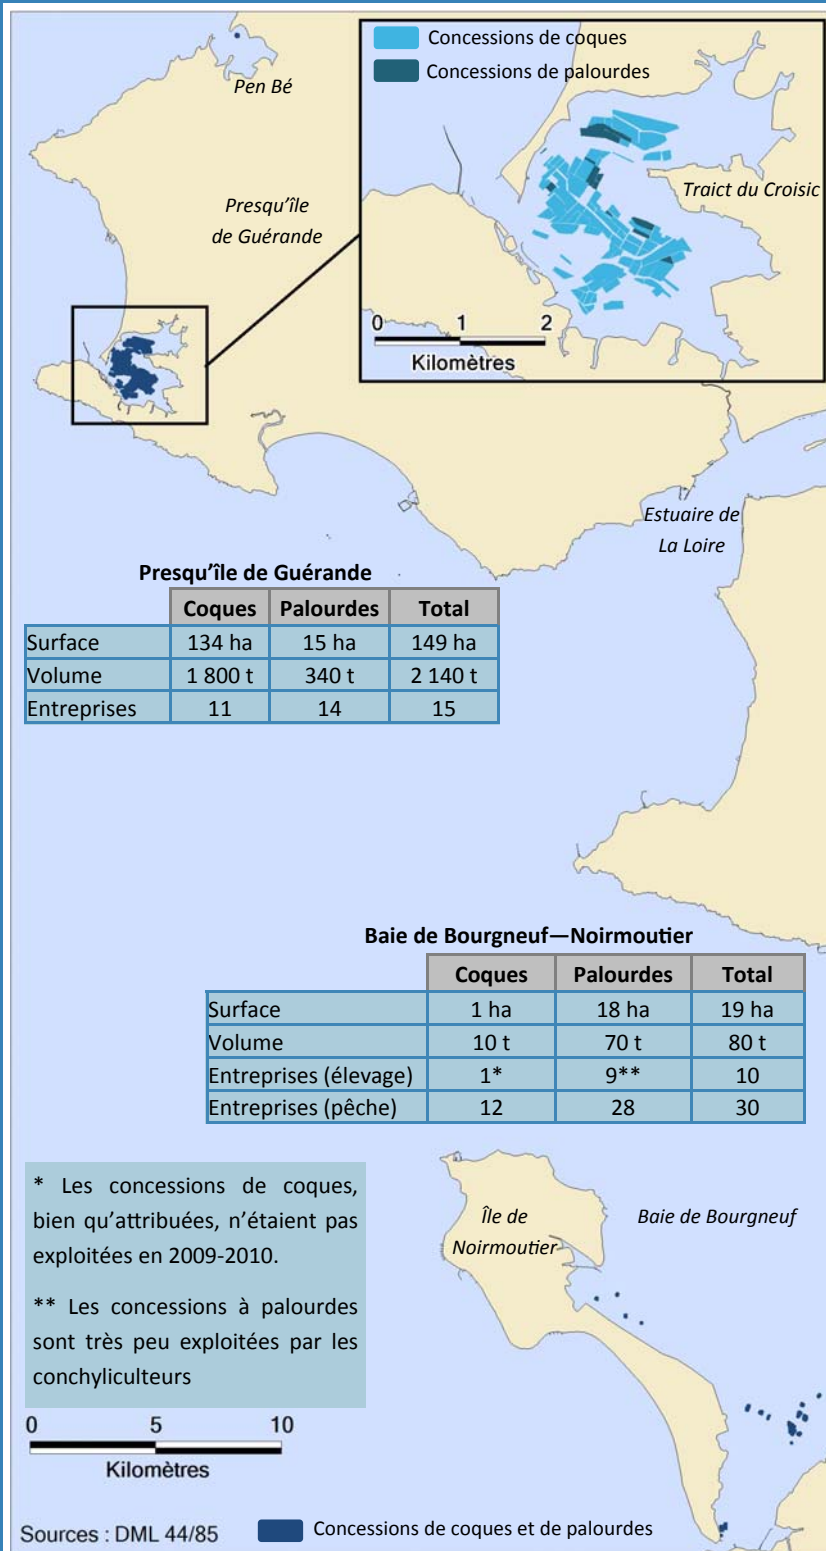 Concessions de coques
Concessions de palourdes
Pen Bé
Traict du Croisic
Presqu'île
de Guérande
0 1 2
Kilomètres
Estuaire de
La Loire
Presqu'île de Guérande
Coques Palourdes Total
Surface 134 ha 15 ha 149 ha
Volume 1 800 t 340 t 2 140 t
Entreprises 11 14 15
Baie de Bourgneuf—Noirmoutier
Coques Palourdes Total
Surface 1 ha 18 ha 19 ha
Volume 10 t 70 t 80 t
Entreprises (élevage) 1* 9** 10
Entreprises (pêche) 12 28 30
* Les concessions de coques,
bien qu'attribuées, n'étaient pas
exploitées en 2009-2010.
** Les concessions à palourdes
sont très peu exploitées par les
conchyliculteurs
Île de
Noirmoutier
Baie de Bourgneuf
0 5 10
Kilomètres
Sources : DML 44/85
Concessions de coques et de palourdes